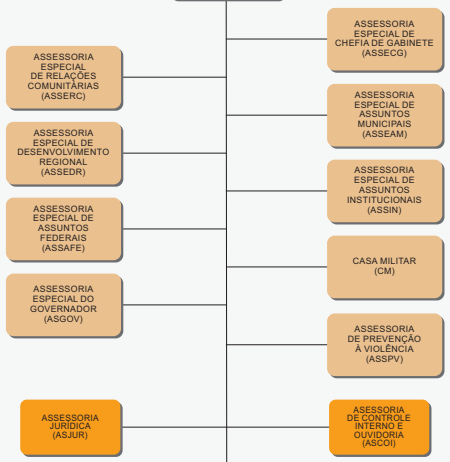 ASSESSORIA
ESPECIAL DE
CHEFIA DE GABINETE
(ASSECG)
ASSESSORIA
ESPECIAL
DE RELAÇÕES
COMUNITÁRIAS
(ASSERC)
ASSESSORIA
ESPECIAL DE
ASSUNTOS
MUNICIPAIS
(ASSEAM)
ASSESSORIA
ESPECIAL DE
DESENVOLVIMENTO
REGIONAL
(ASSEDR)
ASSESSORIA
ESPECIAL DE
ASSUNTOS
INSTITUCIONAIS
(ASSIN)
ASSESSORIA
ESPECIAL DE
ASSUNTOS
FEDERAIS
(ASSAFE)
CASA MILITAR
(CM)
ASSESSORIA
ESPECIAL DO
GOVERNADOR
(ASGOV)
ASSESSORIA
DE PREVENÇÃO
À VIOLÊNCIA
(ASSPV)
ASSESSORIA
JURÍDICA
(ASJUR)
ASESSORIA
DE CONTROLE
INTERNO E
OUVIDORIA
(ASCOI)